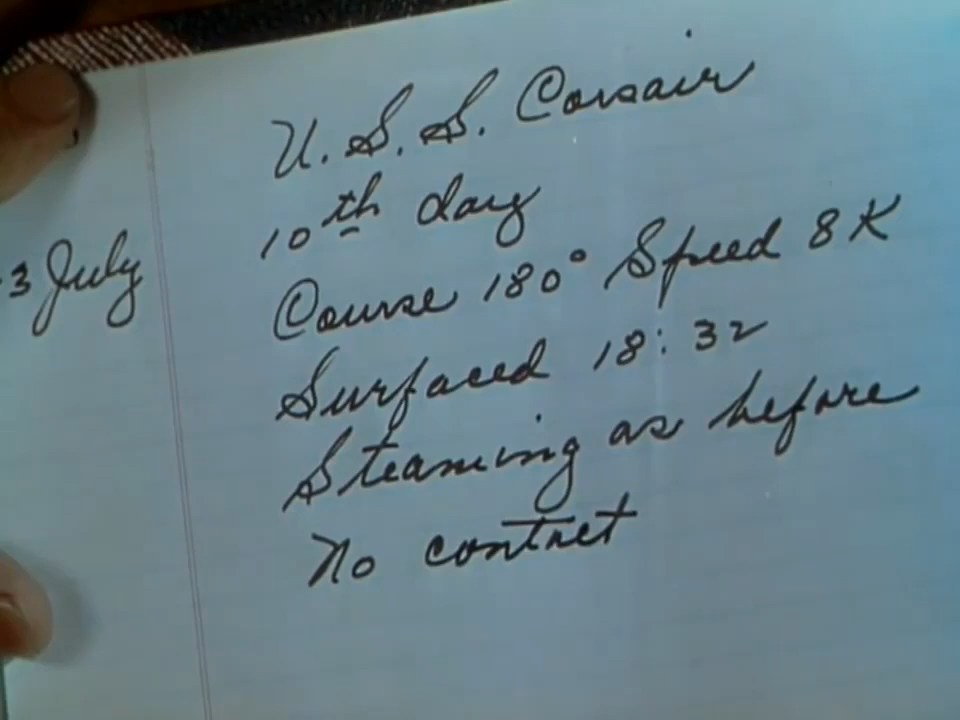 U.S.S. Corsair
10th day
3 July
Course 180° Speed 8K
Surfaced 18:32
Steaming as before
No contact